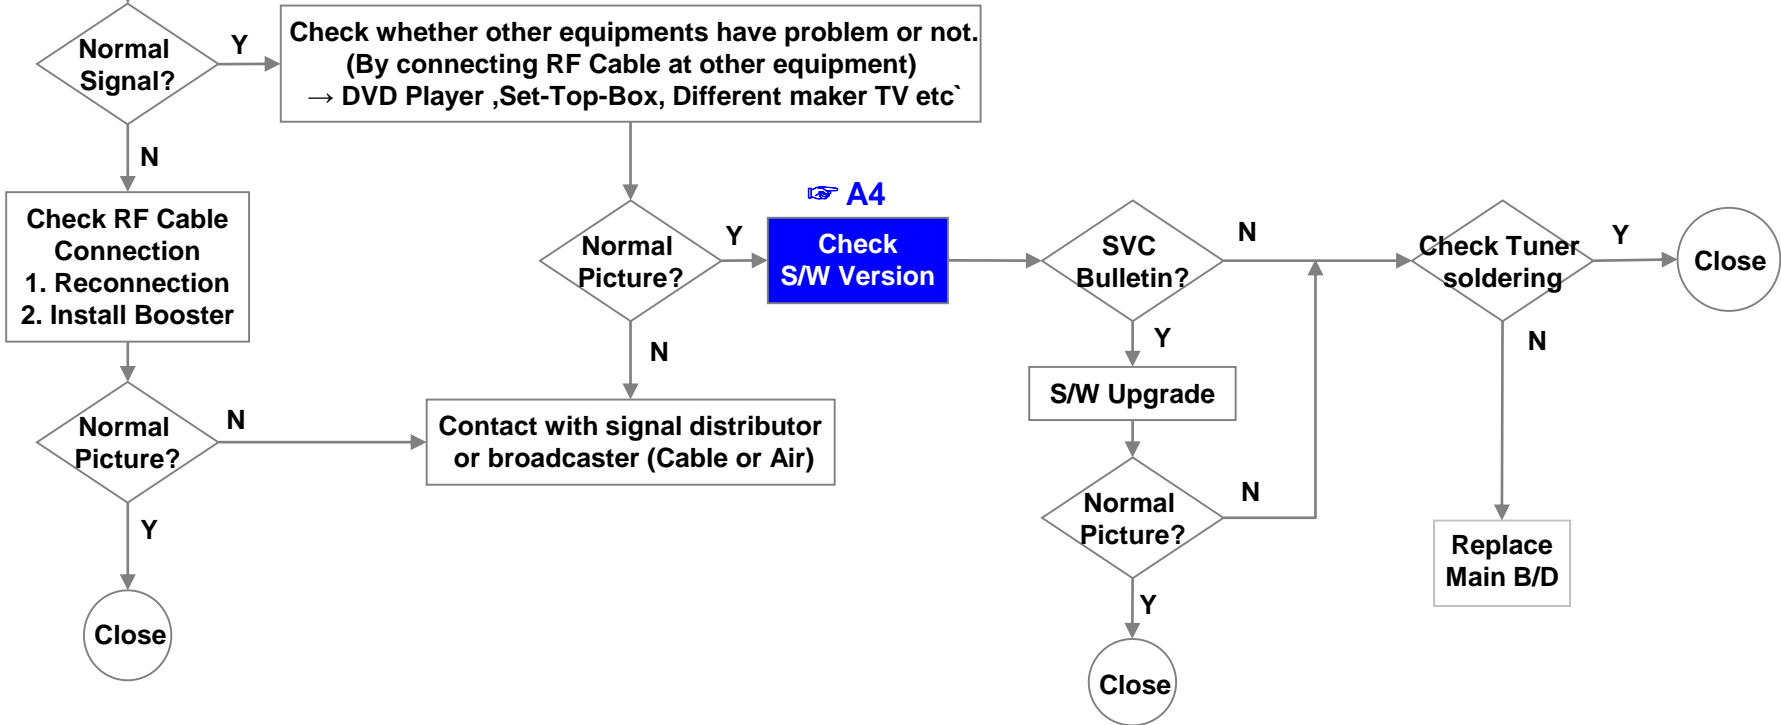 Normal
Signal?
Y
Check whether other equipments have problem or not.
(By connecting RF Cable at other equipment)
→ DVD Player ,Set-Top-Box, Different maker TV etc`
N
Check RF Cable
Connection
1. Reconnection
2. Install Booster
Normal
Picture?
N
Y
Close
Normal
Picture?
Y
N
Contact with signal distributor
or broadcaster (Cable or Air)
☞ A4
Check
S/W Version
SVC
Bulletin?
N
Y
S/W Upgrade
Normal
Picture?
N
Y
Close
Check Tuner
soldering
Y
Close
N
Replace
Main B/D